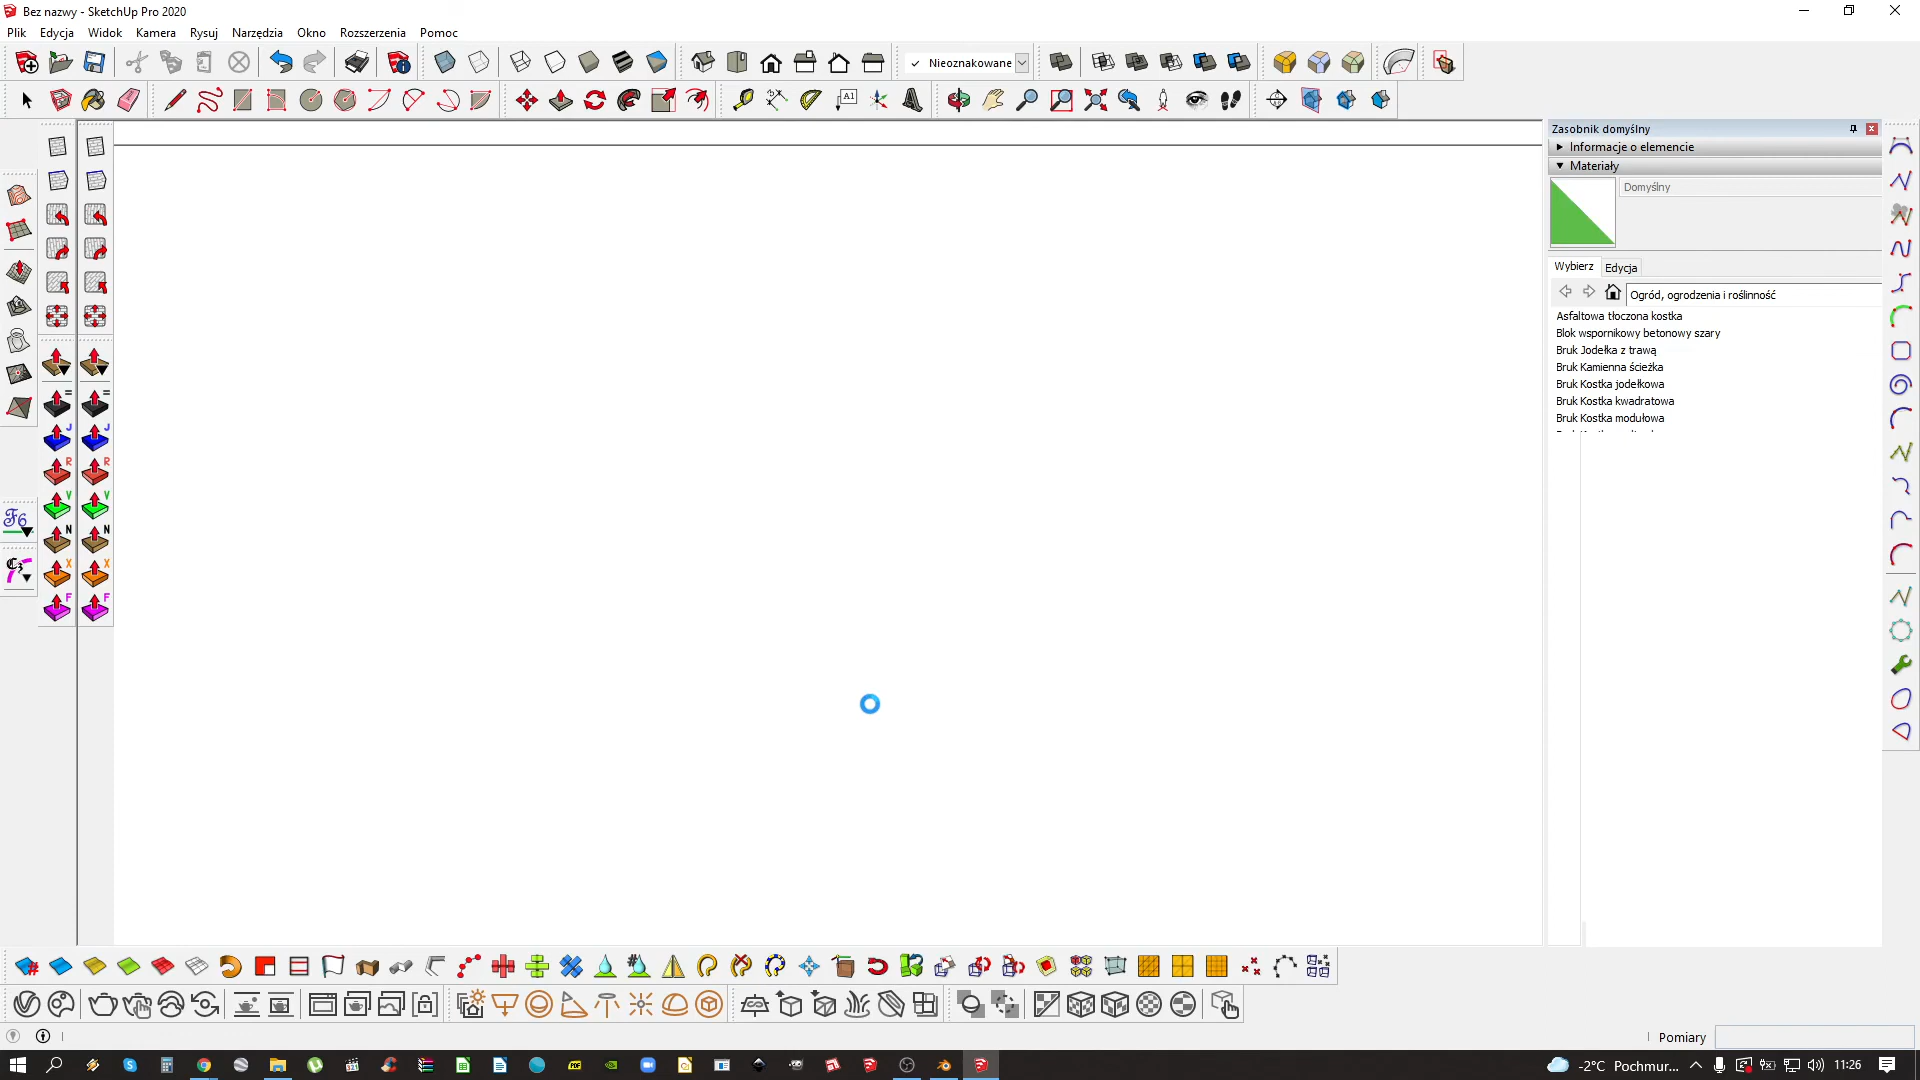 Bez nazwy - SketchUp Pro 2020
Plik Edycja Widok Kamera Rysuj Narzędzia Okno Rozszerzenia Pomoc
Nieoznakowane
A1
Zasobnik domyślny
Informacje o elemencie
Materiały
Domyślny
Wybierz Edycja
Ogród, ogrodzenia i roślinność
Asfaltowa tłoczona kostka
Blok wspornikowy betonowy szary
Bruk Jodełka z trawą
Bruk Kamienna ścieżka
Bruk Kostka jodełkowa
Bruk Kostka kwadratowa
Bruk Kostka modułowa
J J
R R
V V
N N
X X
F F
Pomiary
-2°C Pochmur... 11:26